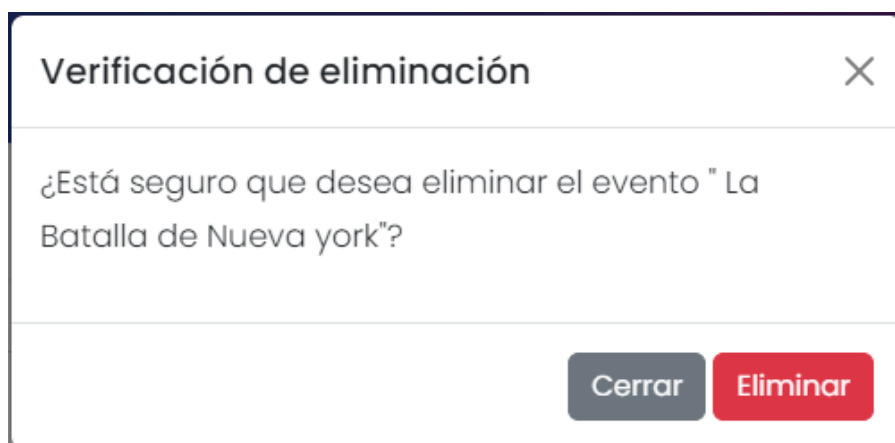 Verificación de eliminación
¿Está seguro que desea eliminar el evento " La
Batalla de Nueva york"?
Cerrar Eliminar